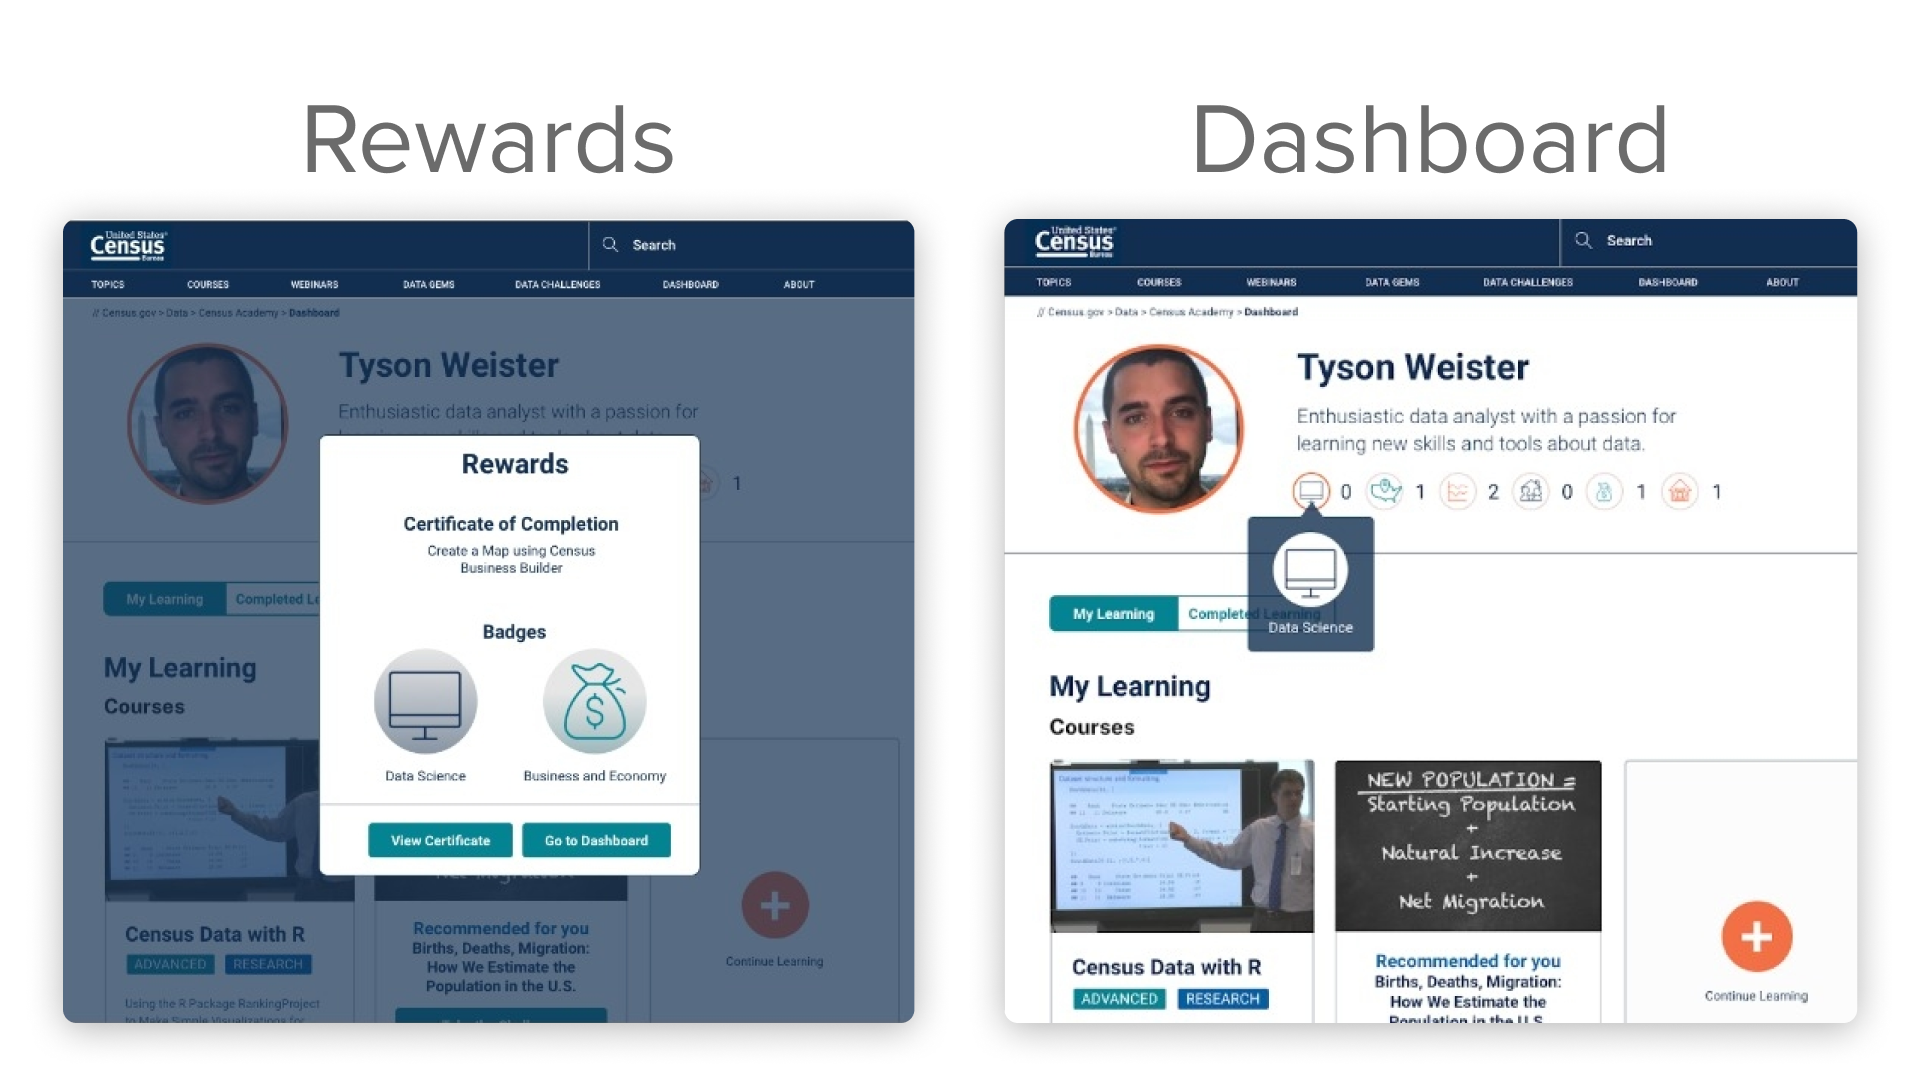 Rewards
United States®
Census
Bureau
Search
TOPICS COURSES WEBINARS DATA GEMS DATA CHALLENGES DASHBOARD ABOUT
// Census.gov > Data > Census Academy > Dashboard
Tyson Weister
Enthusiastic data analyst with a passion for
1
Rewards
Certificate of Completion
Create a Map using Census
Business Builder
Badges
Data Science
Business and Economy
View Certificate
Go to Dashboard
My Learning
Completed Le
My Learning
Courses
Census Data with R
ADVANCED RESEARCH
Using the R Package RankingProject
to Make Simple Visualizations for
Net Migration
Recommended for you
Births, Deaths, Migration:
How We Estimate the
Population in the U.S.
Continue Learning
Dashboard
United States®
Census
Bureau
Search
TOPICS COURSES WEBINARS DATA GEMS DATA CHALLENGES DASHBOARD ABOUT
// Census.gov > Data > Census Academy > Dashboard
Tyson Weister
Enthusiastic data analyst with a passion for
learning new skills and tools about data.
0 1 2 0 1 1
Data Science
My Learning
Completed Learning
My Learning
Courses
Dataset structure and formatting
Census Data with R
ADVANCED RESEARCH
NEW POPULATION =
Starting Population
+
Natural Increase
+
Net Migration
Recommended for you
Births, Deaths, Migration:
How We Estimate the
Population in the U.S.
Continue Learning